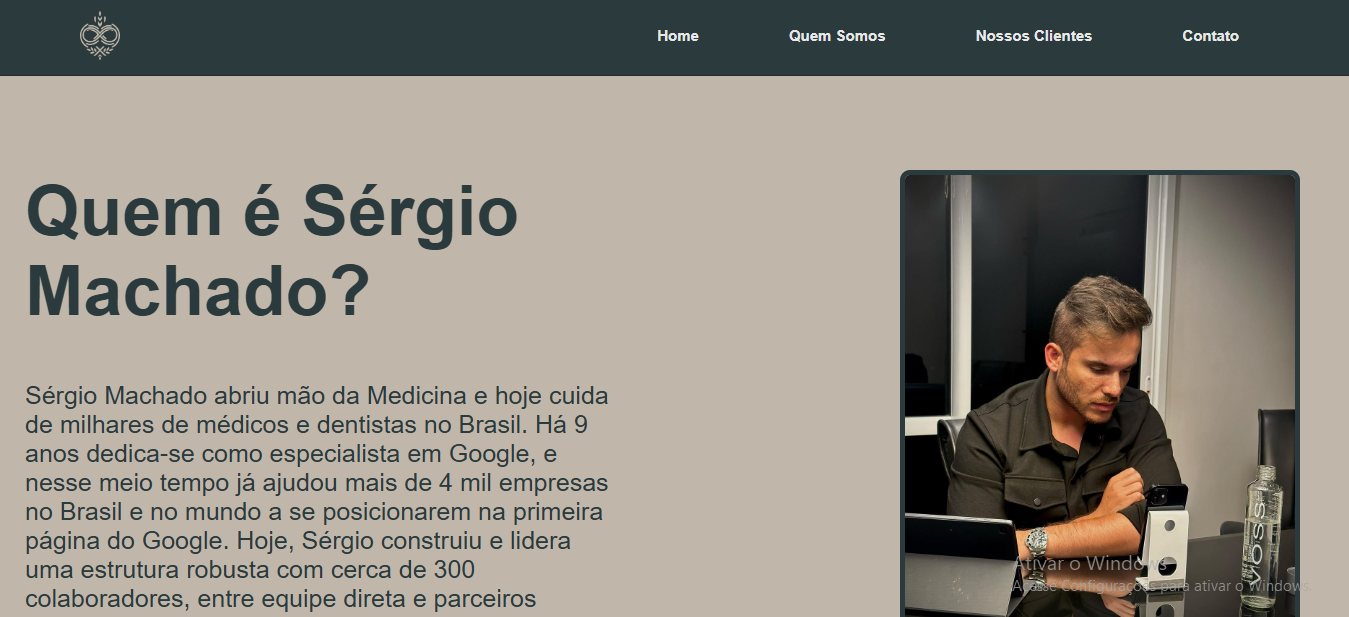 Home Quem Somos Nossos Clientes Contato
Quem é Sérgio
Machado?
Sérgio Machado abriu mão da Medicina e hoje cuida
de milhares de médicos e dentistas no Brasil. Há 9
anos dedica-se como especialista em Google, e
nesse meio tempo já ajudou mais de 4 mil empresas
no Brasil e no mundo a se posicionarem na primeira
página do Google. Hoje, Sérgio construiu e lidera
uma estrutura robusta com cerca de 300
colaboradores, entre equipe direta e parceiros
VOSS
Ativar o Windows
Acesse Configurações para ativar o Windows.